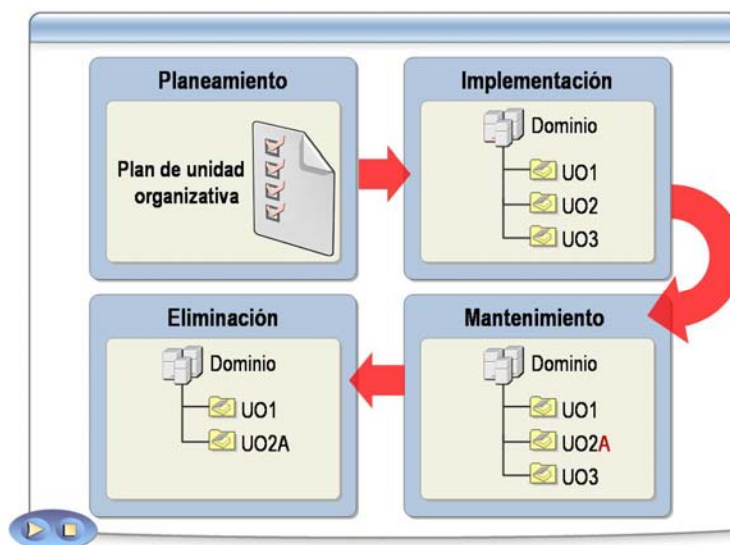 Planeamiento
Plan de unidad
organizativa
Implementación
Dominio
UO1
UO2
UO3
Eliminación
Dominio
UO1
UO2A
Mantenimiento
Dominio
UO1
UO2A
UO3